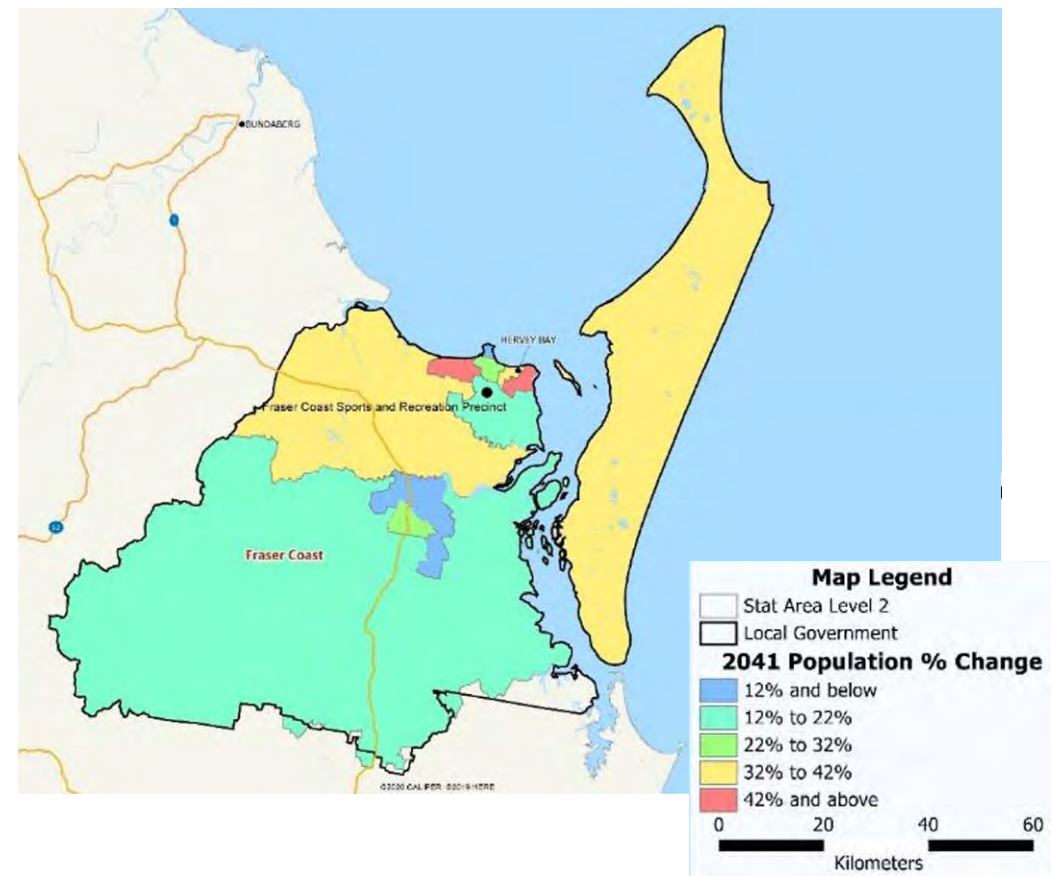 BUNDABERG
HERVEY BAY
Fraser Coast Sports and Recreation Precinct
Fraser Coast
©2020 CALIPER ©2019 HERE
Map Legend
Stat Area Level 2
Local Government
2041 Population % Change
12% and below
12% to 22%
22% to 32%
32% to 42%
42% and above
0 20 40 60
Kilometers